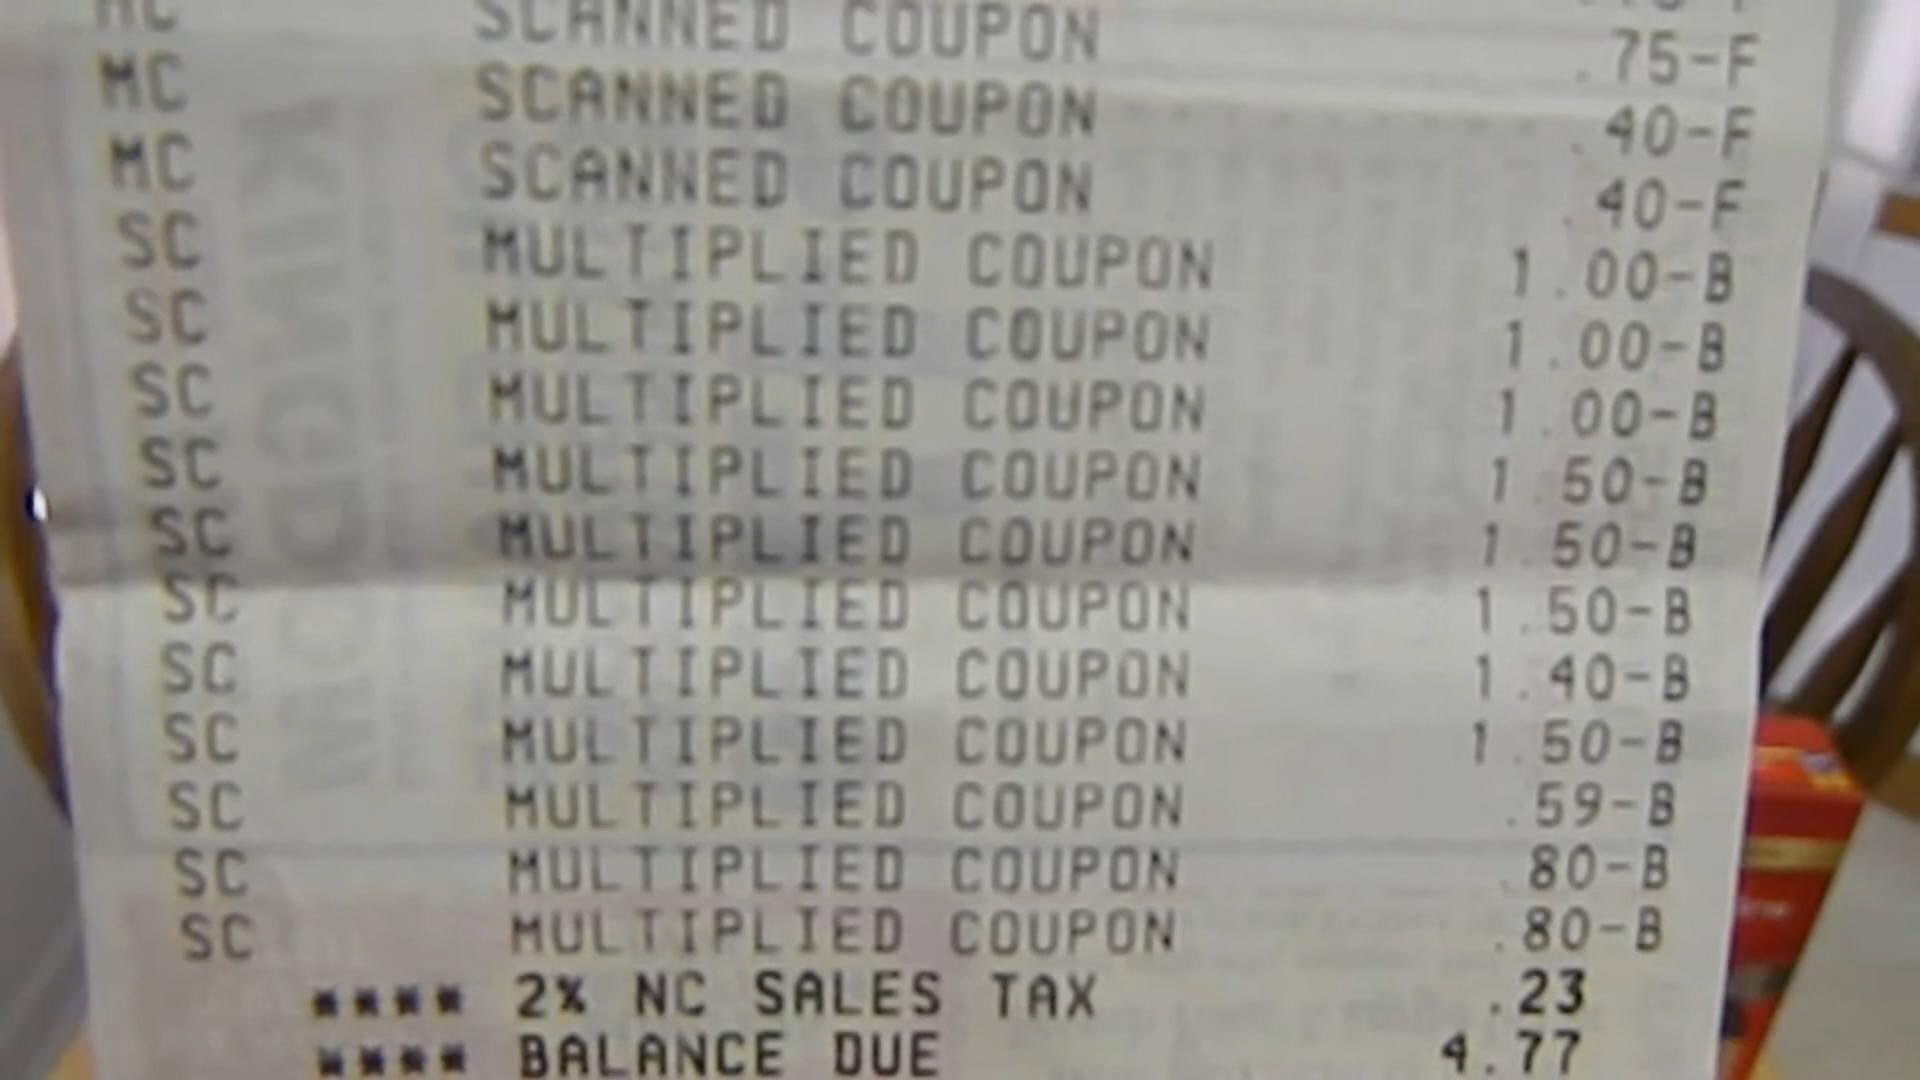 MC SCANNED COUPON .75-F
MC SCANNED COUPON .40-F
MC SCANNED COUPON .40-F
SC MULTIPLIED COUPON 1.00-B
SC MULTIPLIED COUPON 1.00-B
SC MULTIPLIED COUPON 1.00-B
SC MULTIPLIED COUPON 1.50-B
SC MULTIPLIED COUPON 1.50-B
SC MULTIPLIED COUPON 1.50-B
SC MULTIPLIED COUPON 1.40-B
SC MULTIPLIED COUPON 1.50-B
SC MULTIPLIED COUPON .59-B
SC MULTIPLIED COUPON .80-B
SC MULTIPLIED COUPON .80-B
**** 2% NC SALES TAX .23
**** BALANCE DUE 4.77